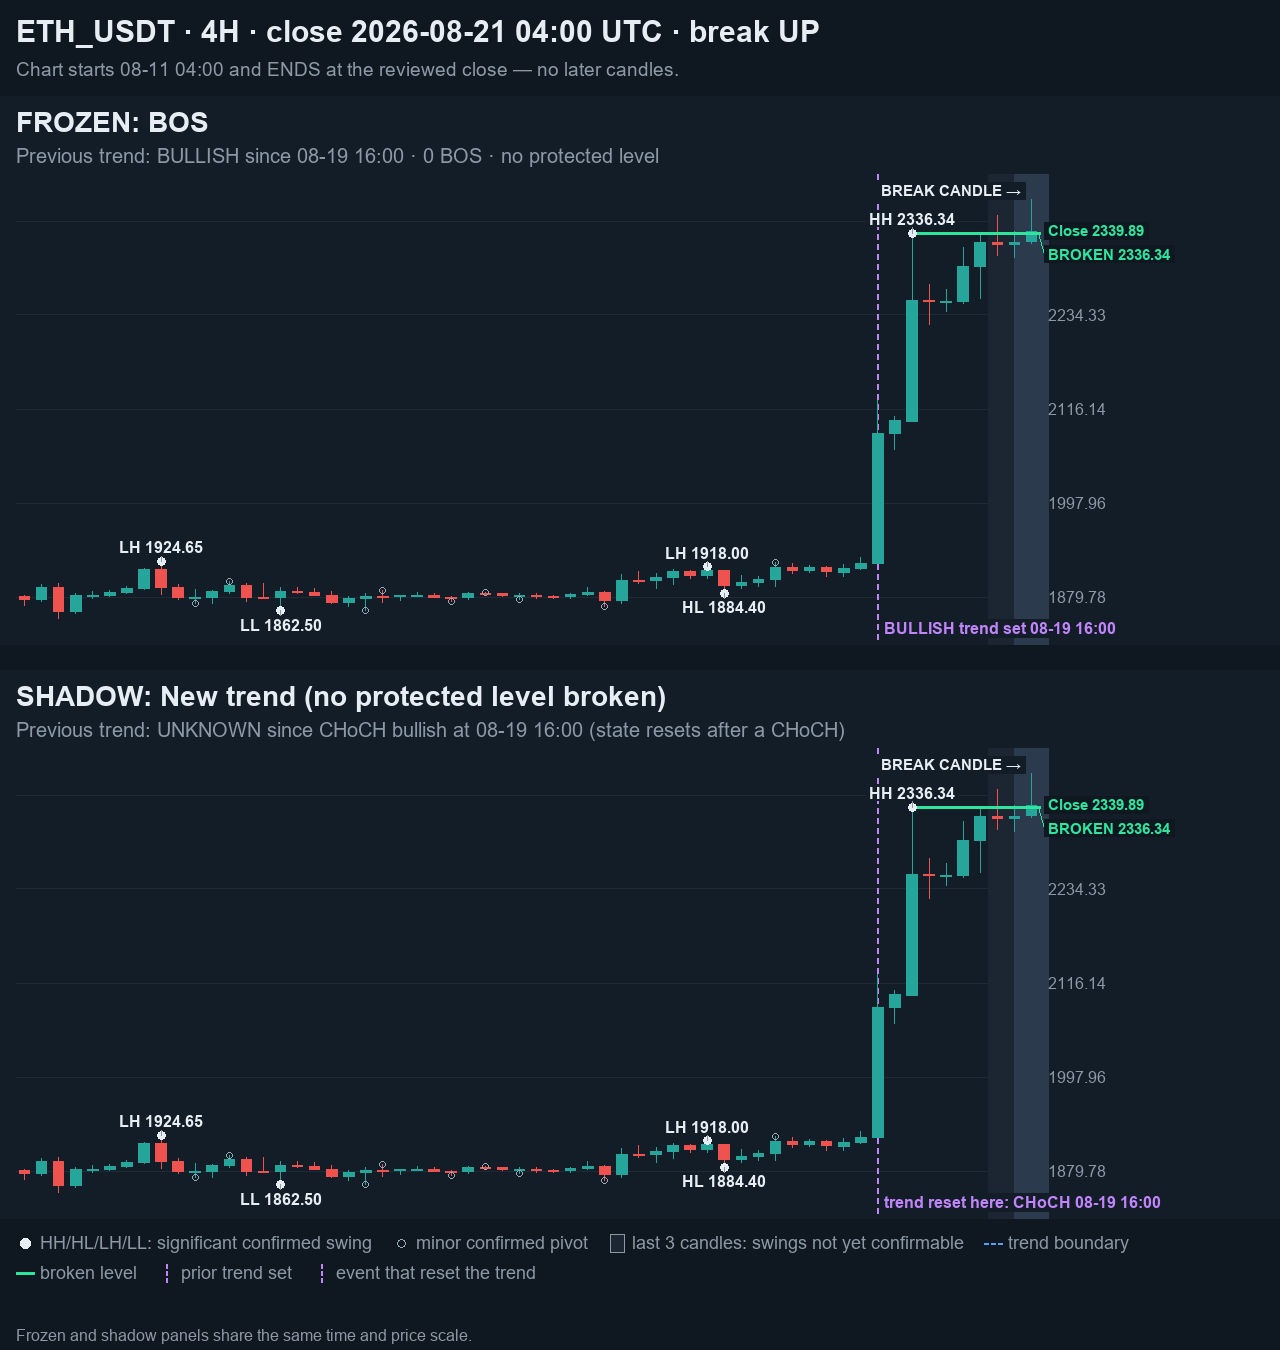 ETH_USDT · 4H · close 2026-08-21 04:00 UTC · break UP
Chart starts 08-11 04:00 and ENDS at the reviewed close — no later candles.
FROZEN: BOS
Previous trend: BULLISH since 08-19 16:00 · 0 BOS · no protected level
BREAK CANDLE →
HH 2336.34
Close 2339.89
BROKEN 2336.34
2234.33
2116.14
1997.96
LH 1924.65
LH 1918.00
1879.78
HL 1884.40
LL 1862.50
BULLISH trend set 08-19 16:00
SHADOW: New trend (no protected level broken)
Previous trend: UNKNOWN since CHoCH bullish at 08-19 16:00 (state resets after a CHoCH)
BREAK CANDLE →
HH 2336.34
Close 2339.89
BROKEN 2336.34
2234.33
2116.14
1997.96
LH 1924.65
LH 1918.00
1879.78
HL 1884.40
LL 1862.50
trend reset here: CHoCH 08-19 16:00
HH/HL/LH/LL: significant confirmed swing
minor confirmed pivot
last 3 candles: swings not yet confirmable
trend boundary
broken level
prior trend set
event that reset the trend
Frozen and shadow panels share the same time and price scale.